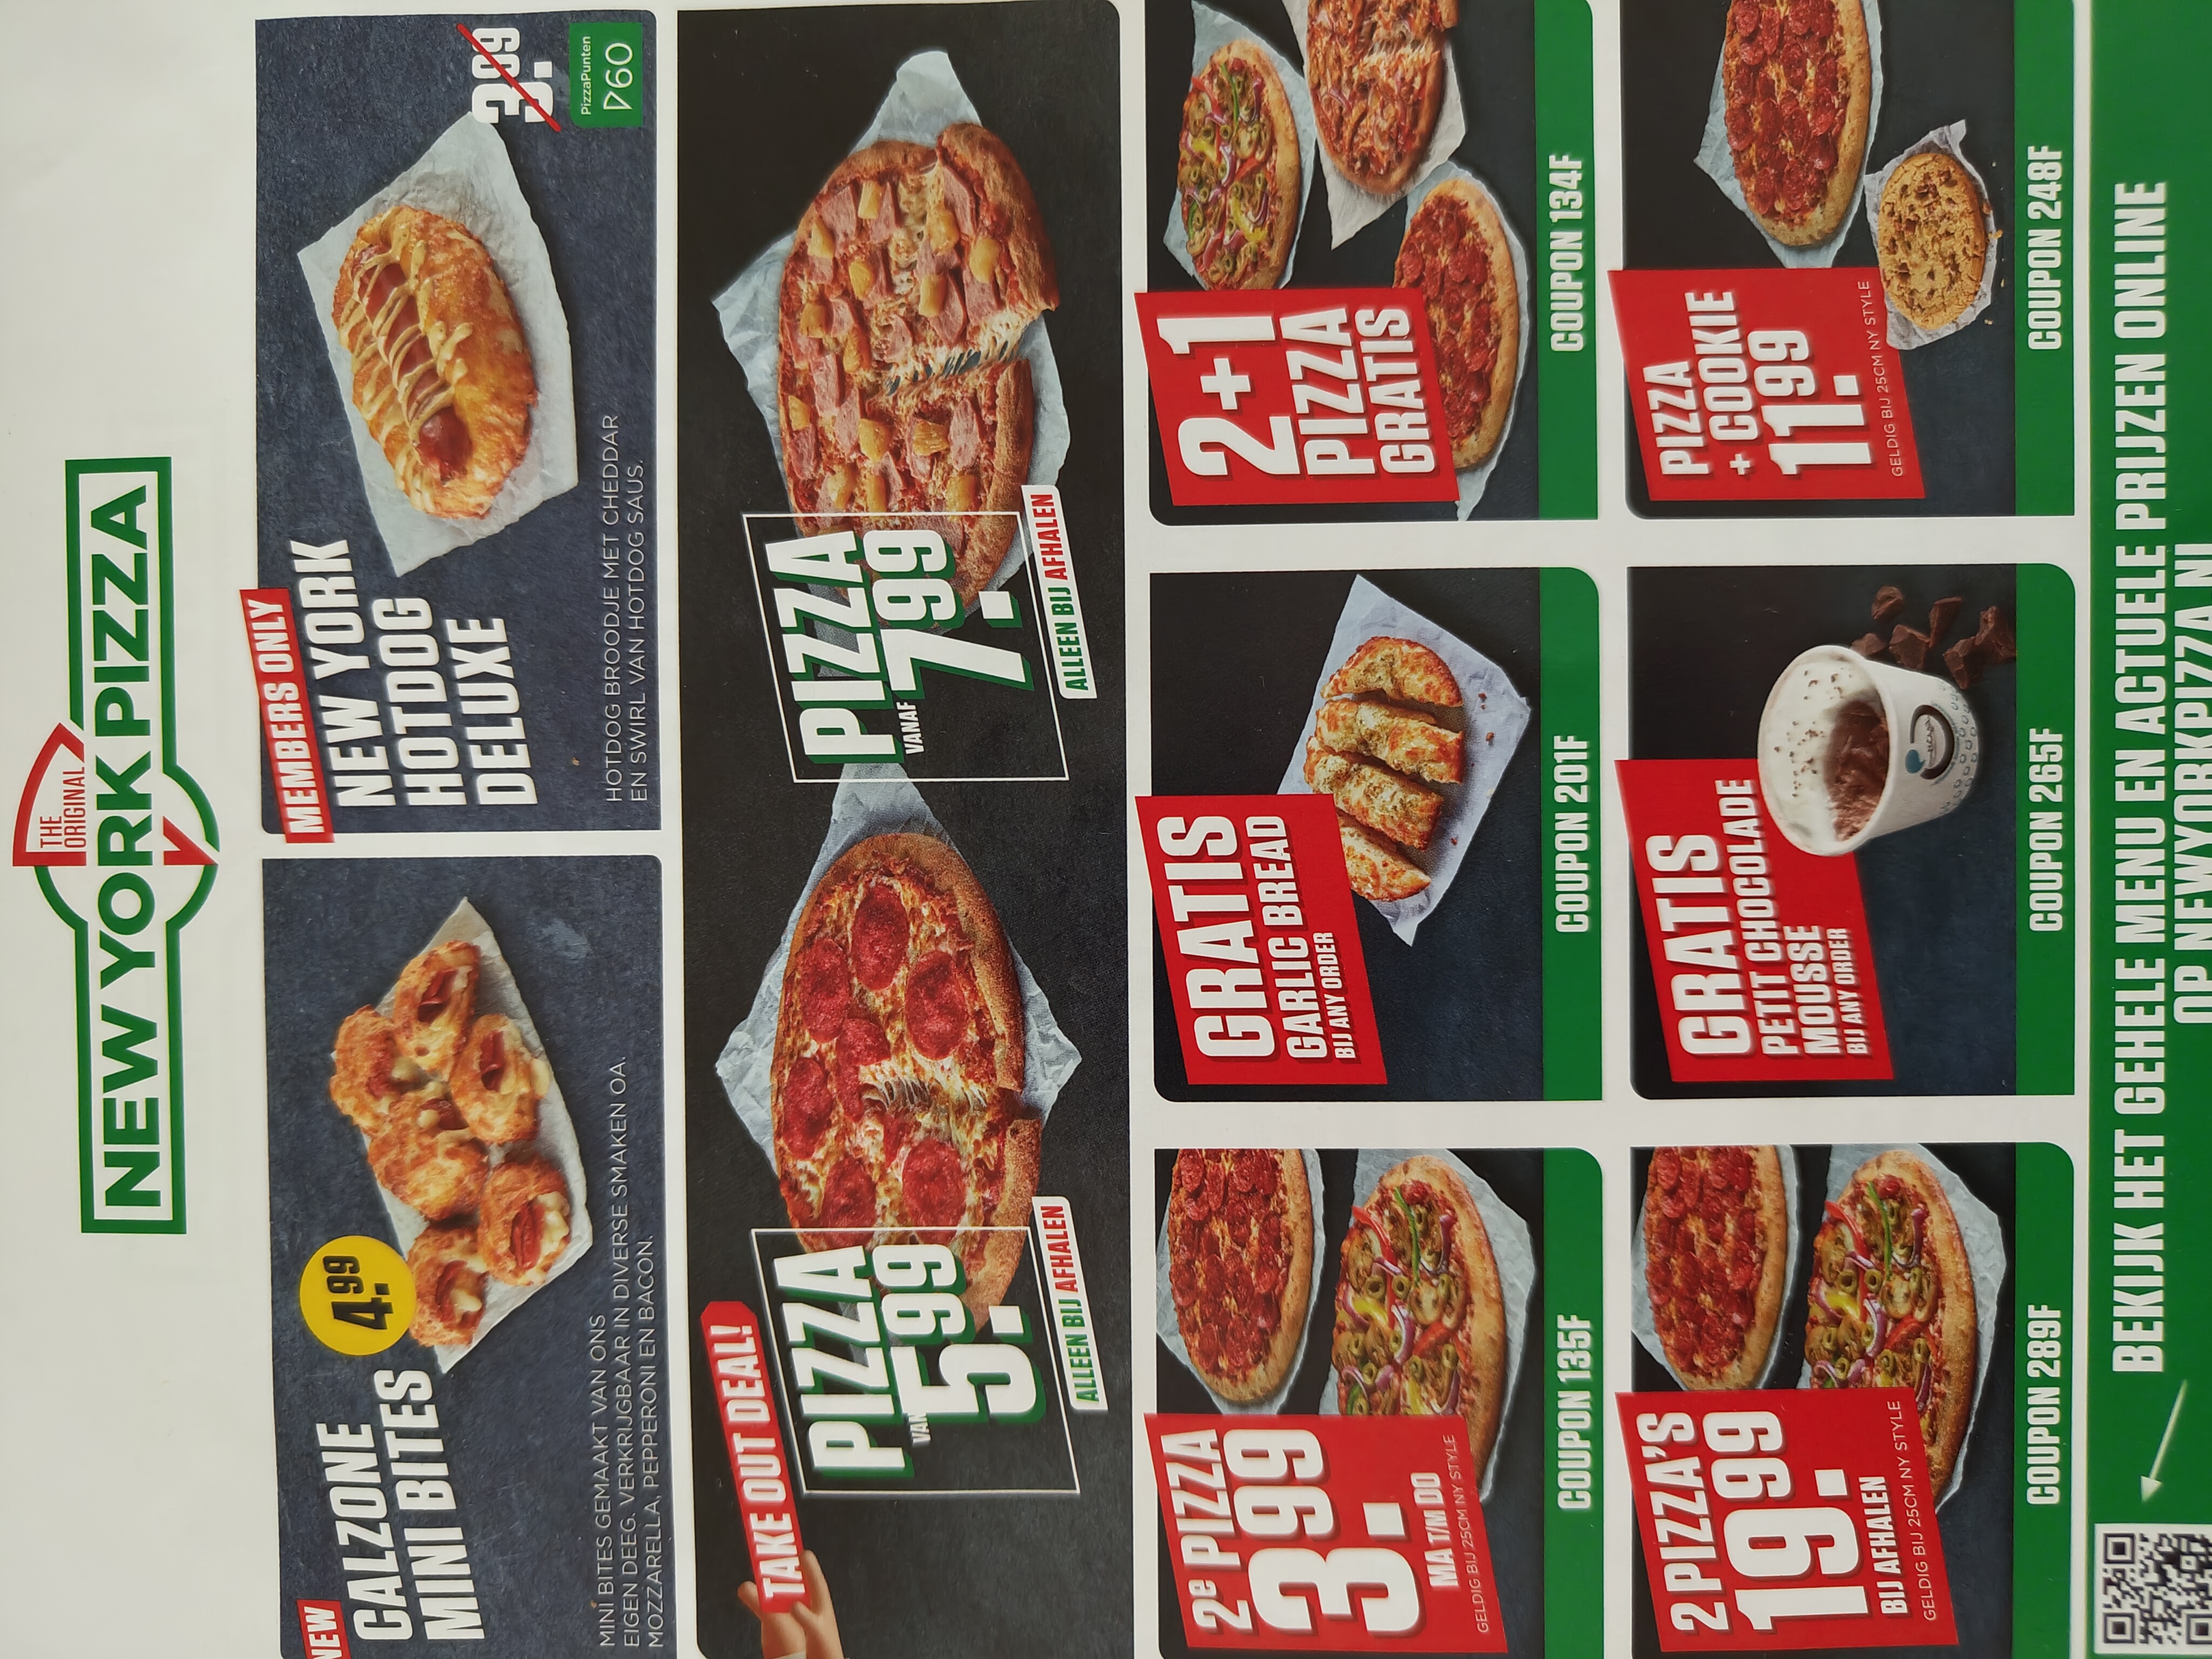 THE
ORIGINAL
NEW YORK PIZZA
NEW
CALZONE
MINI BITES
4.99
MINI BITES GEMAAKT VAN ONS
EIGEN DEEG. VERKRIJGBAAR IN DIVERSE SMAKEN OA.
MOZZARELLA, PEPPERONI EN BACON.
MEMBERS ONLY
NEW YORK
HOTDOG
DELUXE
HOTDOG BROODJE MET CHEDDAR
EN SWIRL VAN HOTDOG SAUS.
3.99
PizzaPunten
60
TAKE OUT DEAL!
PIZZA
5.99
ALLEEN BIJ AFHALEN
PIZZA
VANAF 7.99
ALLEEN BIJ AFHALEN
2e PIZZA
3.99
MA T/M DO
GELDIG BIJ 25CM NY STYLE
COUPON 135F
GRATIS
GARLIC BREAD
BIJ ANY ORDER
COUPON 201F
2+1
PIZZA
GRATIS
COUPON 134F
2 PIZZA'S
19.99
BIJ AFHALEN
GELDIG BIJ 25CM NY STYLE
COUPON 289F
GRATIS
PETIT CHOCOLADE
MOUSSE
BIJ ANY ORDER
COUPON 265F
PIZZA
+ COOKIE
11.99
GELDIG BIJ 25CM NY STYLE
COUPON 248F
BEKIJK HET GEHELE MENU EN ACTUELE PRIJZEN ONLINE
OP NEWYORKPIZZA.NL